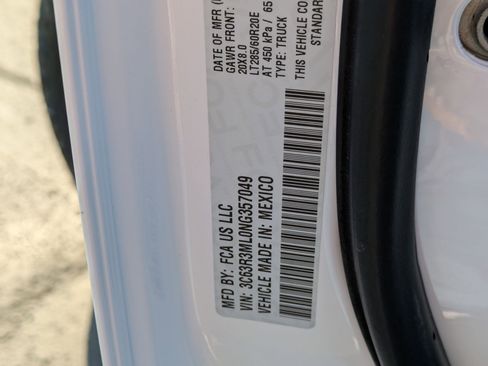 MFD BY: FCA US LLC
VIN: 3C63R3ML0NG357049
VEHICLE MADE IN: MEXICO
DATE OF MFR
GAWR FRONT:
20X8.0
LT285/60R20E
AT 450 kPa / 65
TYPE: TRUCK
THIS VEHICLE CO
STANDAR